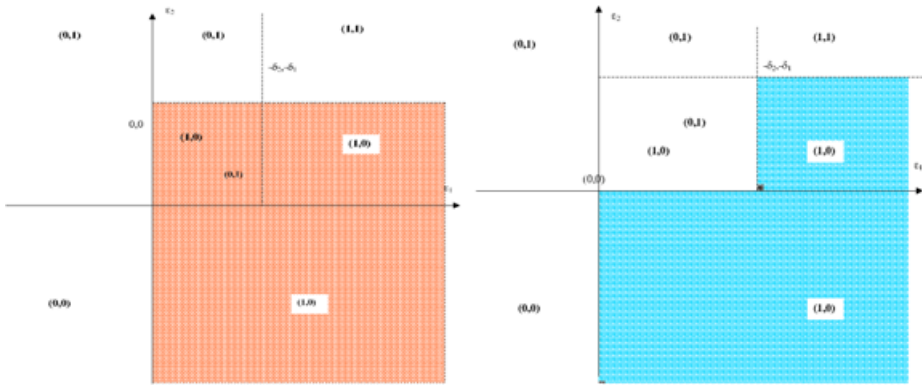 ε₂
(0,1) (0,1) (1,1)
-δ₂,-δ₁
0,0
(1,0) (1,0)
(0,1)
ε₁
(0,0) (1,0)
ε₂
(0,1) (0,1) (1,1)
-δ₂,-δ₁
(0,1)
(1,0) (1,0)
(0,0) ε₁
(0,0) (1,0)